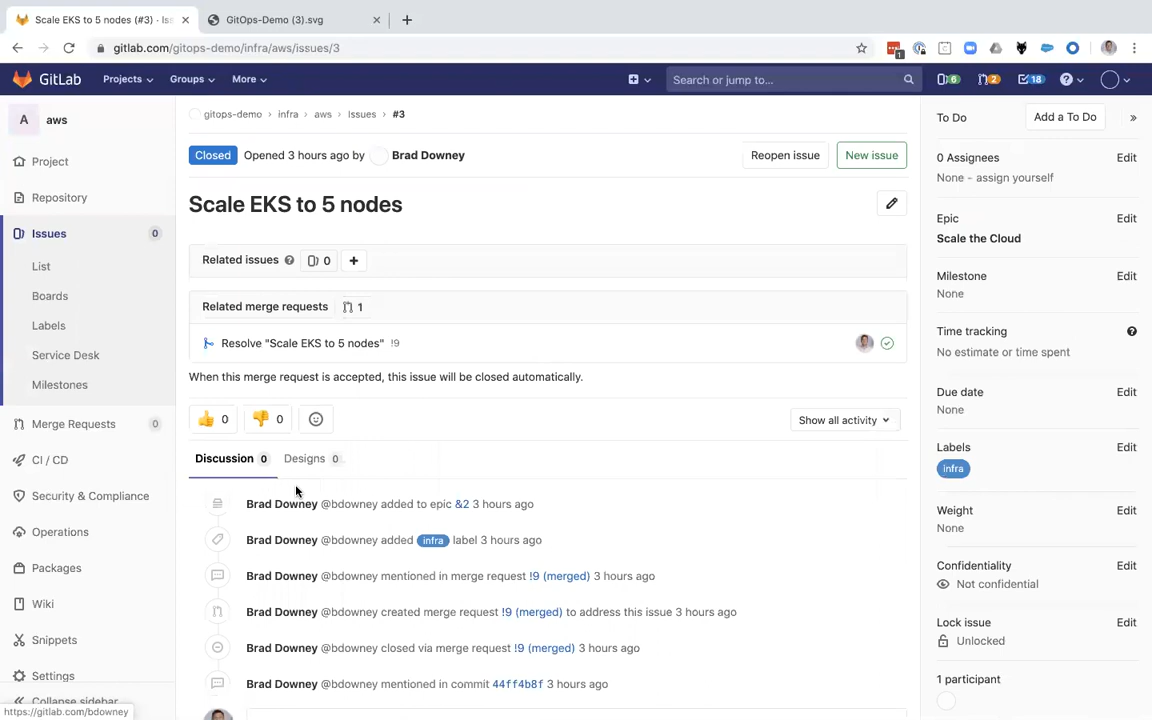 Scale EKS to 5 nodes (#3) · Iss
GitOps-Demo (3).svg
gitlab.com/gitops-demo/infra/aws/issues/3
1
GitLab Projects Groups More Search or jump to... 6 2 18
A aws
Project
Repository
Issues 0
List
Boards
Labels
Service Desk
Milestones
Merge Requests 0
CI / CD
Security & Compliance
Operations
Packages
Wiki
Snippets
Settings
Collapse sidebar
https://gitlab.com/bdowney
gitops-demo > infra > aws > Issues > #3
Closed Opened 3 hours ago by Brad Downey Reopen issue New issue
Scale EKS to 5 nodes
Related issues 0
Related merge requests 1
Resolve "Scale EKS to 5 nodes" !9
When this merge request is accepted, this issue will be closed automatically.
👍 0 👎 0 Show all activity
Discussion 0 Designs 0
Brad Downey @bdowney added to epic &2 3 hours ago
Brad Downey @bdowney added infra label 3 hours ago
Brad Downey @bdowney mentioned in merge request !9 (merged) 3 hours ago
Brad Downey @bdowney created merge request !9 (merged) to address this issue 3 hours ago
Brad Downey @bdowney closed via merge request !9 (merged) 3 hours ago
Brad Downey @bdowney mentioned in commit 44ff4b8f 3 hours ago
To Do Add a To Do »
0 Assignees Edit
None - assign yourself
Epic Edit
Scale the Cloud
Milestone Edit
None
Time tracking
No estimate or time spent
Due date Edit
None
Labels Edit
infra
Weight Edit
None
Confidentiality Edit
Not confidential
Lock issue Edit
Unlocked
1 participant